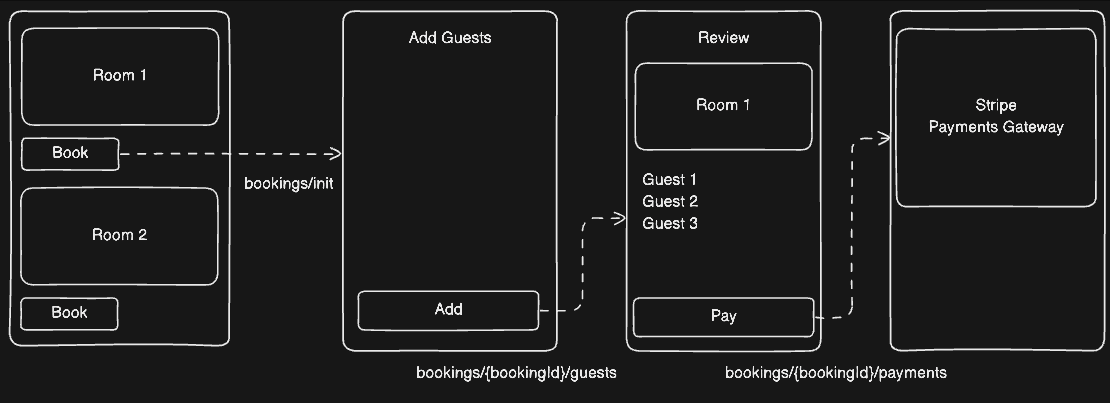 Room 1
Book
Room 2
Book
bookings/init
Add Guests
Add
bookings/{bookingId}/guests
Review
Room 1
Guest 1
Guest 2
Guest 3
Pay
bookings/{bookingId}/payments
Stripe
Payments Gateway